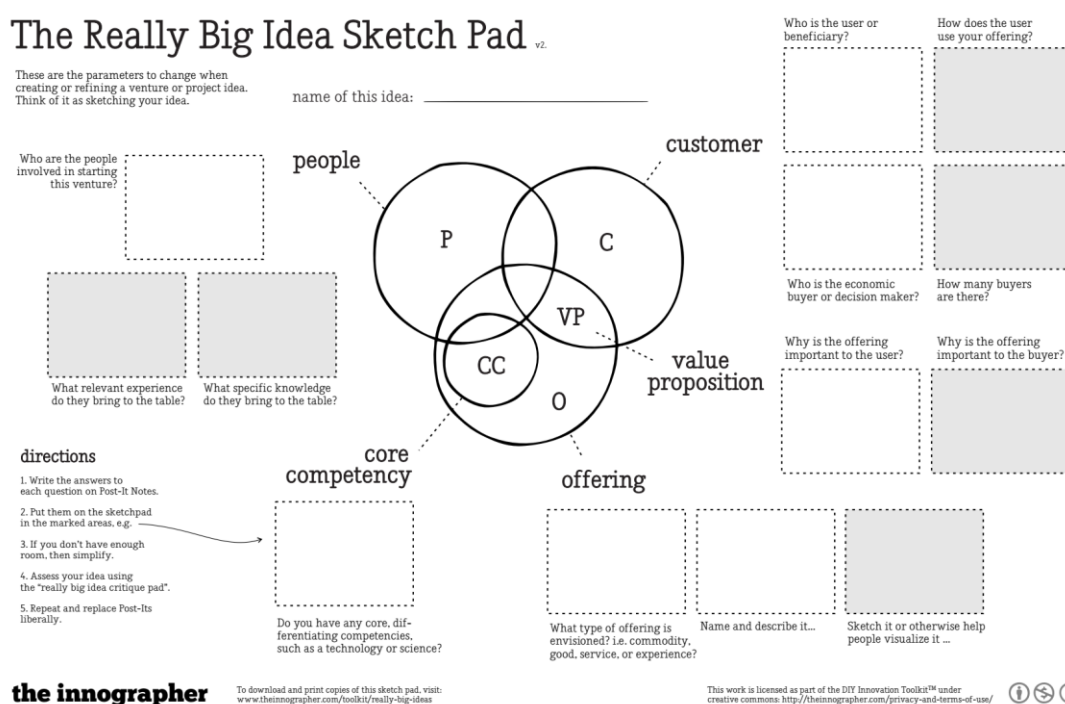 The Really Big Idea Sketch Pad v2.
These are the parameters to change when
creating or refining a venture or project idea.
Think of it as sketching your idea.
name of this idea:
Who is the user or
beneficiary?
How does the user
use your offering?
Who are the people
involved in starting
this venture?
people
customer
P
C
VP
CC
O
Who is the economic
buyer or decision maker?
How many buyers
are there?
value
proposition
Why is the offering
important to the user?
Why is the offering
important to the buyer?
What relevant experience
do they bring to the table?
What specific knowledge
do they bring to the table?
core
competency
offering
directions
1. Write the answers to
each question on Post-It Notes.
2. Put them on the sketchpad
in the marked areas, e.g.
3. If you don't have enough
room, then simplify.
4. Assess your idea using
the "really big idea critique pad".
5. Repeat and replace Post-Its
liberally.
Do you have any core, dif-
ferentiating competencies,
such as a technology or science?
What type of offering is
envisioned? i.e. commodity,
good, service, or experience?
Name and describe it...
Sketch it or otherwise help
people visualize it ...
the innographer
To download and print copies of this sketch pad, visit:
www.theinnographer.com/toolkit/really-big-ideas
This work is licensed as part of the DIY Innovation Toolkit™ under
creative commons: http://theinnographer.com/privacy-and-terms-of-use/